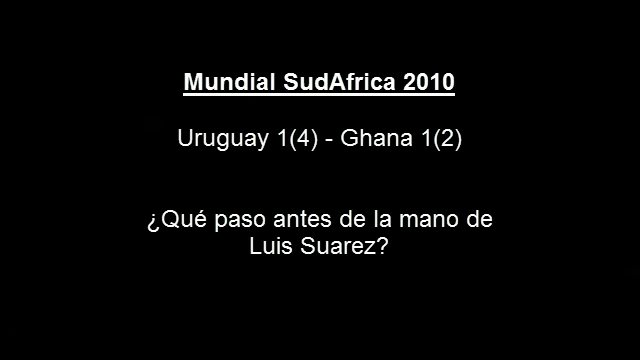 Mundial SudAfrica 2010
Uruguay 1(4) - Ghana 1(2)
¿Qué paso antes de la mano de
Luis Suarez?